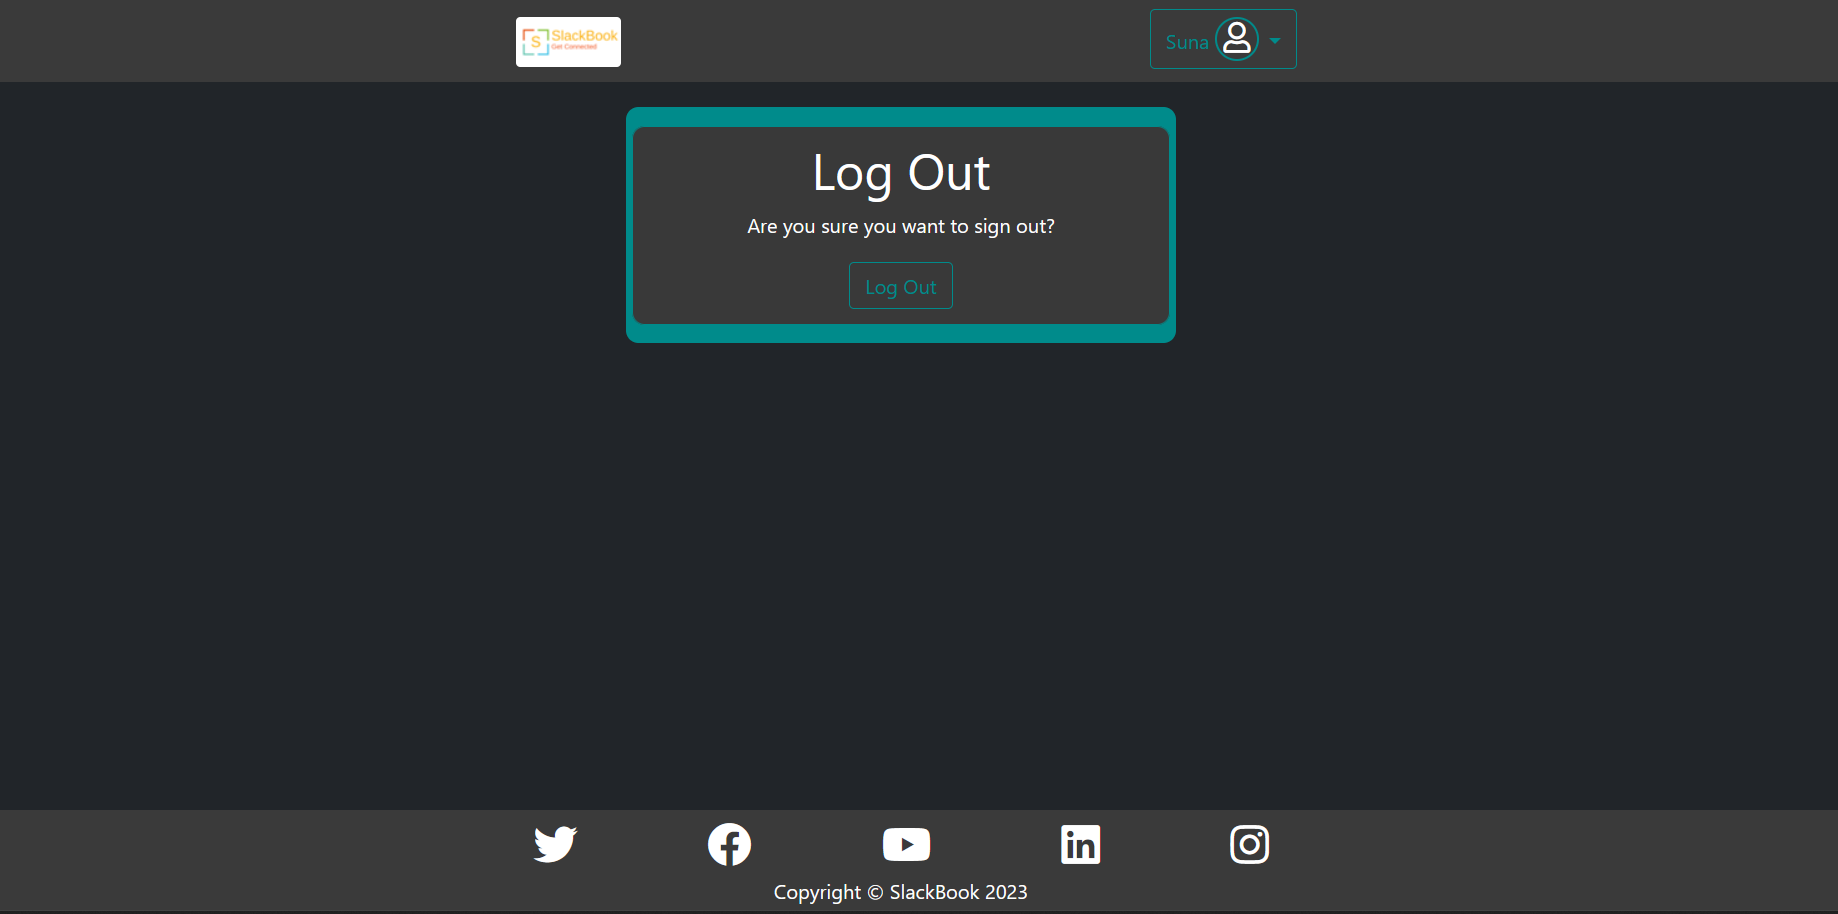 S
SlackBook
Get Connected
Suna
Log Out
Are you sure you want to sign out?
Log Out
Copyright © SlackBook 2023